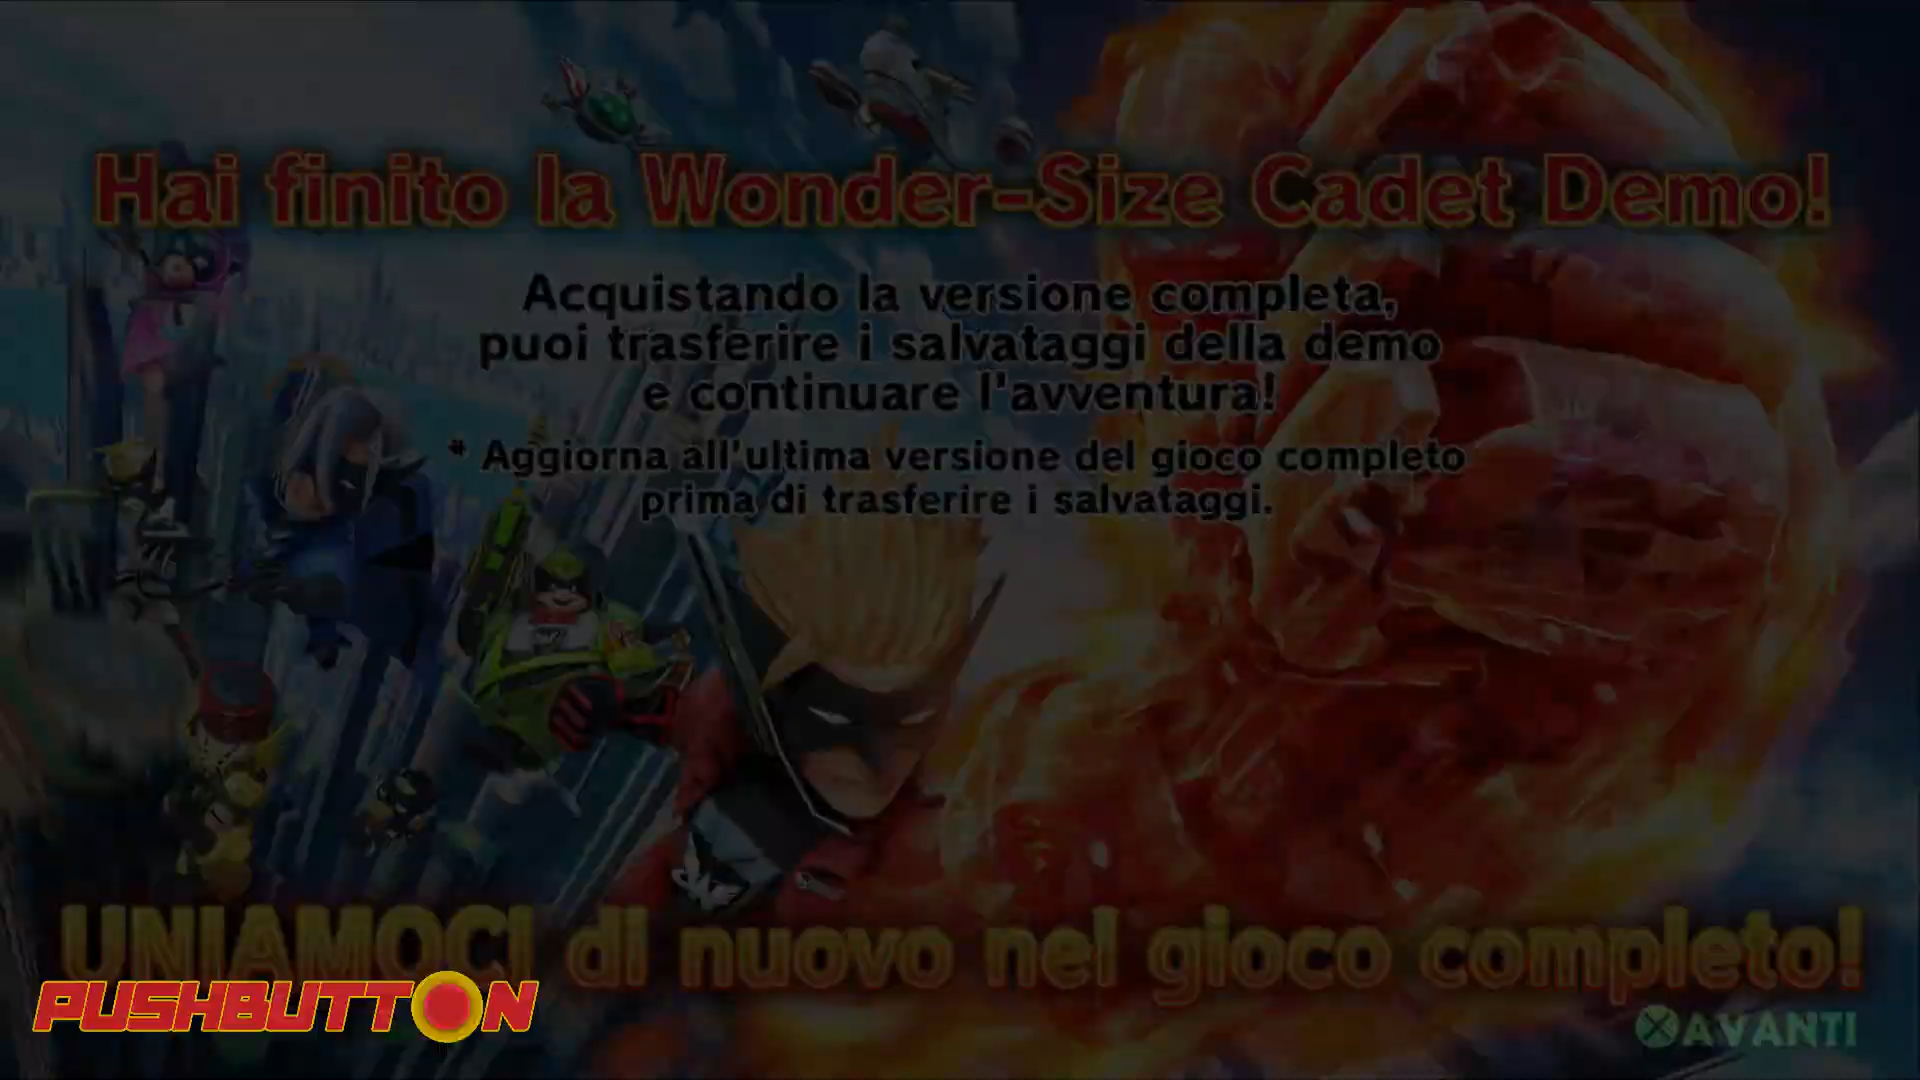 Hai finito la Wonder-Size Cadet Demo!
Acquistando la versione completa,
puoi trasferire i salvataggi della demo
e continuare l'avventura!
* Aggiorna all'ultima versione del gioco completo
prima di trasferire i salvataggi.
UNIAMOCI di nuovo nel gioco completo!
PUSHBUTTON
AVANTI